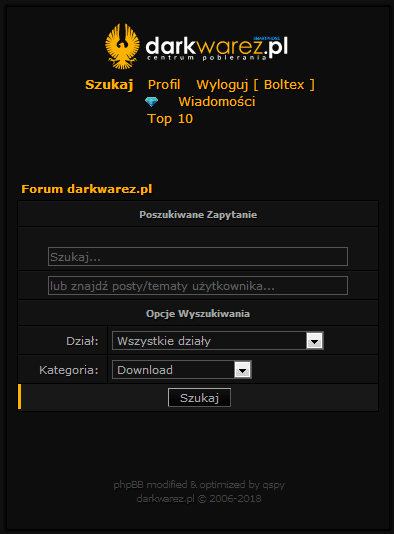 SMARTPHONE
darkwarez.pl
centrum pobierania
Szukaj Profil Wyloguj [ Boltex ]
Wiadomości
Top 10
Forum darkwarez.pl
Poszukiwane Zapytanie
Szukaj...
lub znajdź posty/tematy użytkownika...
Opcje Wyszukiwania
Dział: Wszystkie działy
Kategoria: Download
Szukaj
phpBB modified & optimized by qspy
darkwarez.pl © 2006-2018